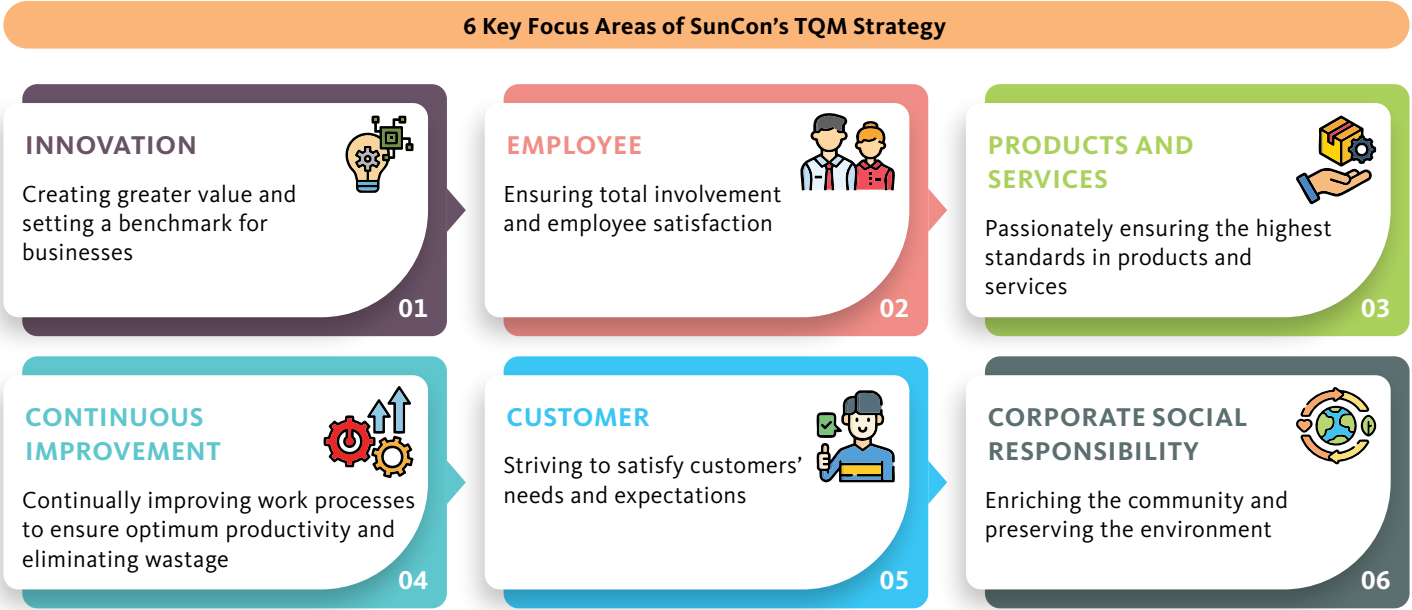 6 Key Focus Areas of SunCon's TQM Strategy
INNOVATION
Creating greater value and
setting a benchmark for
businesses
01
EMPLOYEE
Ensuring total involvement
and employee satisfaction
02
PRODUCTS AND
SERVICES
Passionately ensuring the highest
standards in products and
services
03
CONTINUOUS
IMPROVEMENT
Continually improving work processes
to ensure optimum productivity and
eliminating wastage
04
CUSTOMER
Striving to satisfy customers'
needs and expectations
05
CORPORATE SOCIAL
RESPONSIBILITY
Enriching the community and
preserving the environment
06